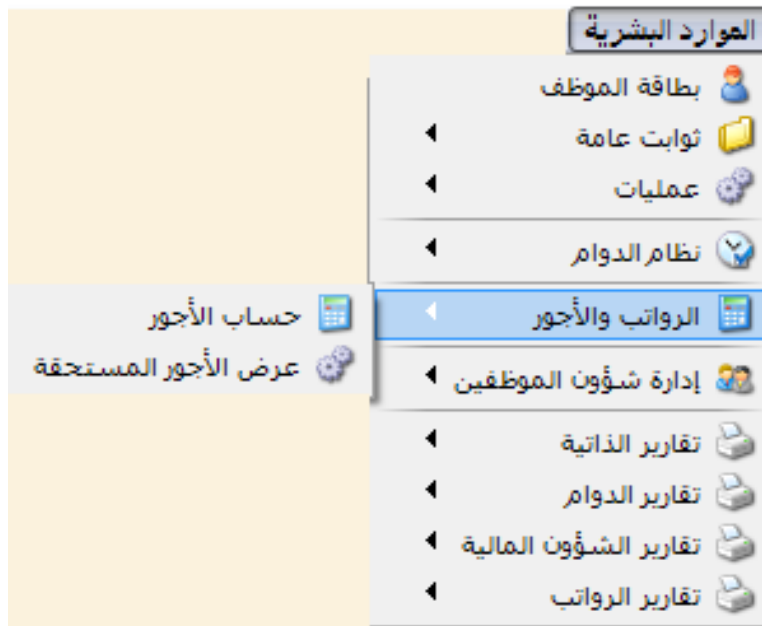 الموارد البشرية
بطاقة الموظف
ثوابت عامة
عمليات
نظام الدوام
الرواتب والأجور
حساب الأجور
عرض الأجور المستحقة
إدارة شؤون الموظفين
تقارير الذاتية
تقارير الدوام
تقارير الشؤون المالية
تقارير الرواتب